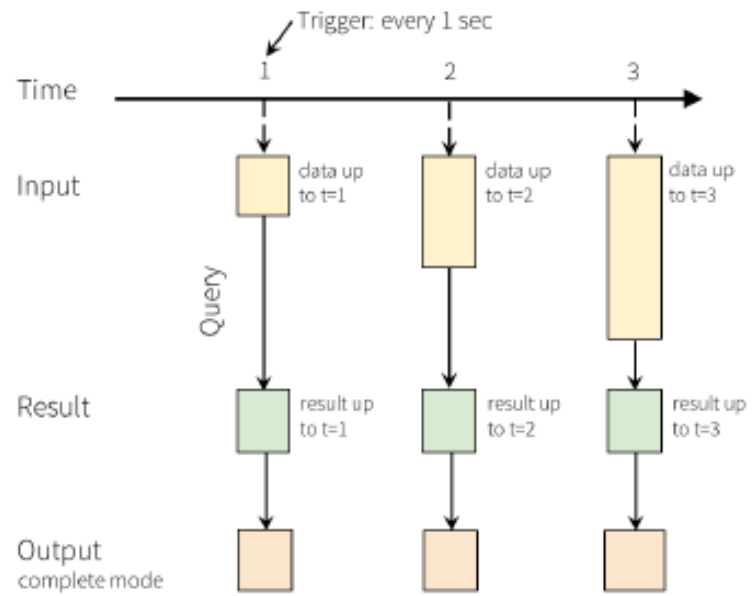 Trigger: every 1 sec
1 2 3
Time
Input
data up
to t=1
data up
to t=2
data up
to t=3
Query
Result
result up
to t=1
result up
to t=2
result up
to t=3
Output
complete mode